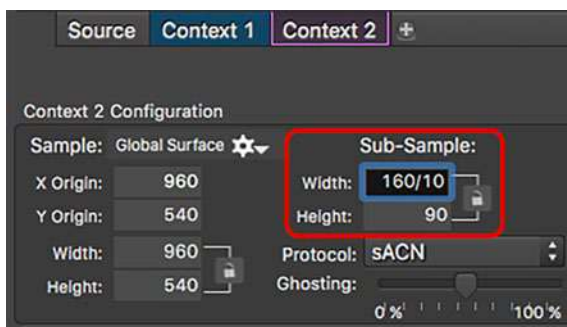 Source Context 1 Context 2 +
Context 2 Configuration
Sample: Global Surface Sub-Sample:
X Origin: 960 Width: 160/10
Y Origin: 540 Height: 90
Width: 960 Protocol: sACN
Height: 540 Ghosting:
0% 100%